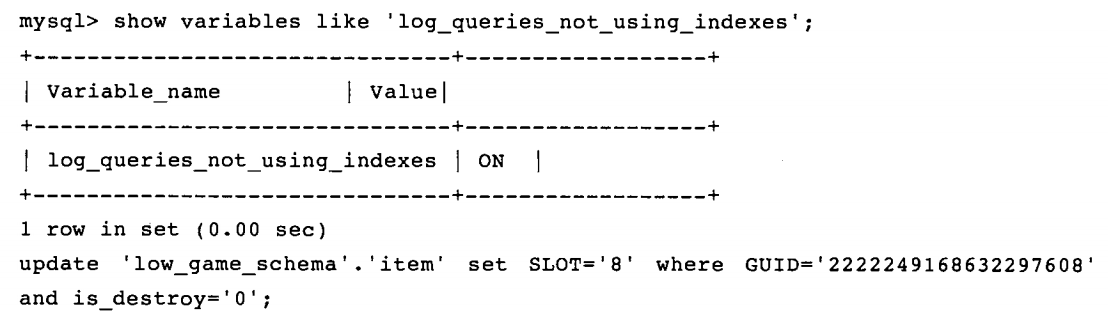 mysql> show variables like 'log_queries_not_using_indexes';
+-------------------------------+------------------+
| Variable_name | Value|
+-------------------------------+------------------+
| log_queries_not_using_indexes | ON |
+-------------------------------+------------------+
1 row in set (0.00 sec)
update 'low_game_schema'.'item' set SLOT='8' where GUID='2222249168632297608'
and is_destroy='0';